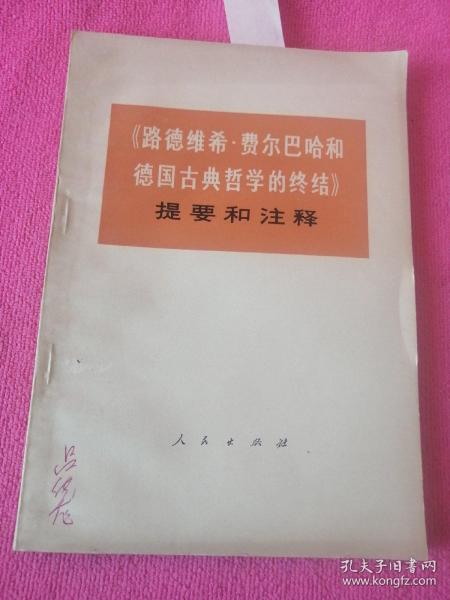 《路德维希·费尔巴哈和
德国古典哲学的终结》
提要和注释
人民出版社
孔夫子旧书网
www.kongfz.com